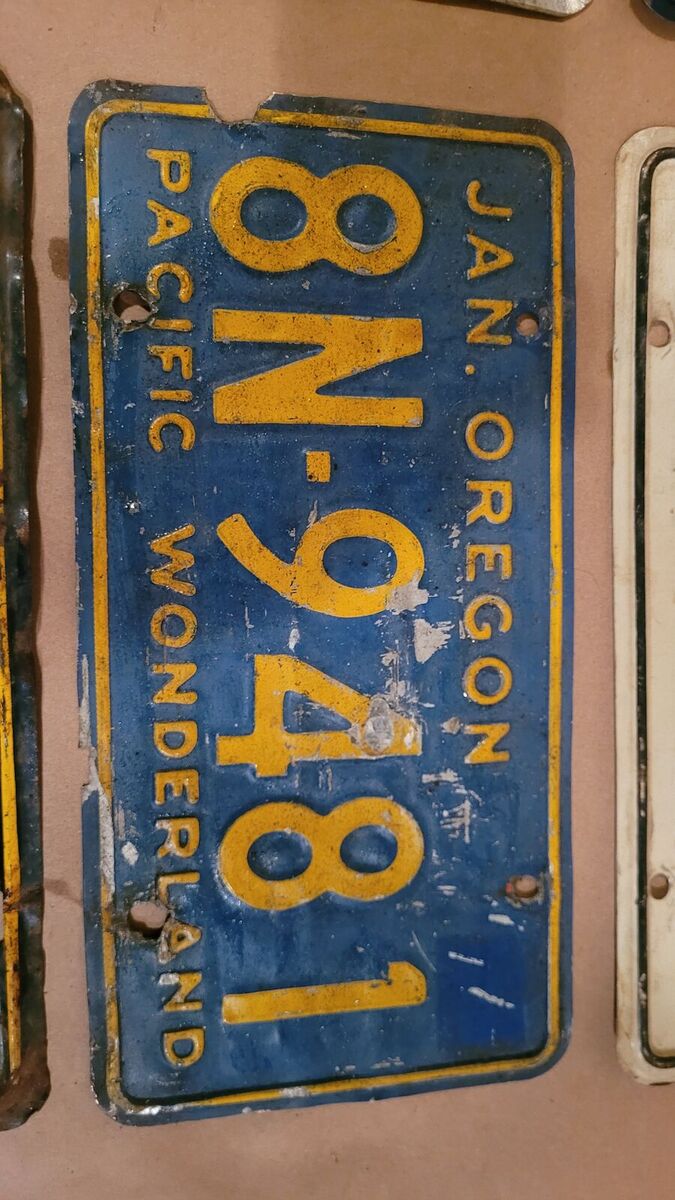 JAN. OREGON
8N-9481
PACIFIC WONDERLAND